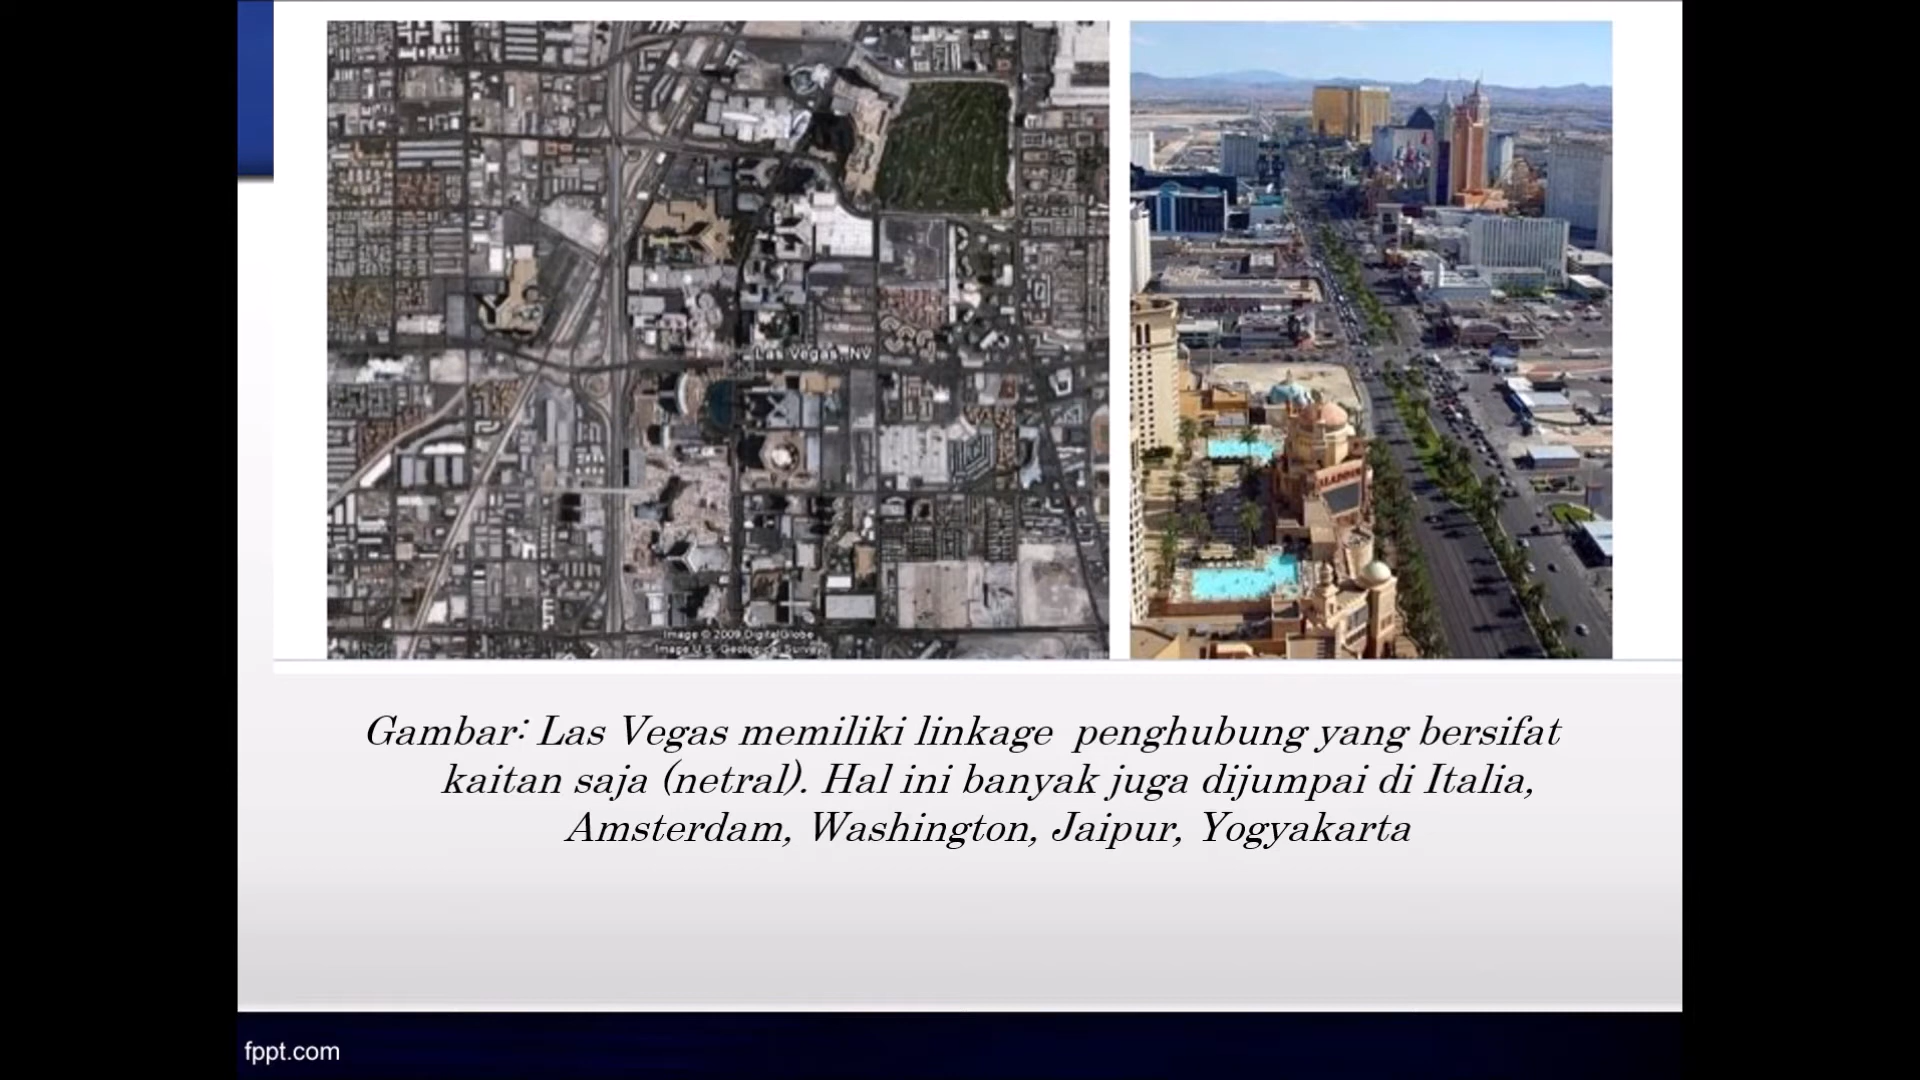 Las Vegas, NV
ALADDIN
Image © 2009 DigitalGlobe
Image U.S. Geological Survey
Gambar: Las Vegas memiliki linkage penghubung yang bersifat
kaitan saja (netral). Hal ini banyak juga dijumpai di Italia,
Amsterdam, Washington, Jaipur, Yogyakarta
fppt.com